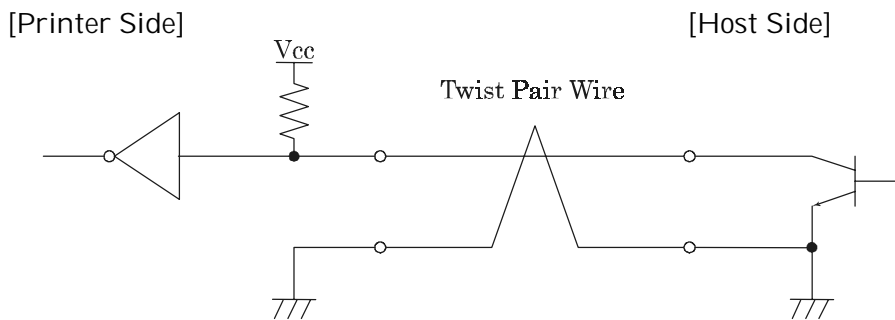 [Printer Side]
[Host Side]
Vcc
Twist Pair Wire